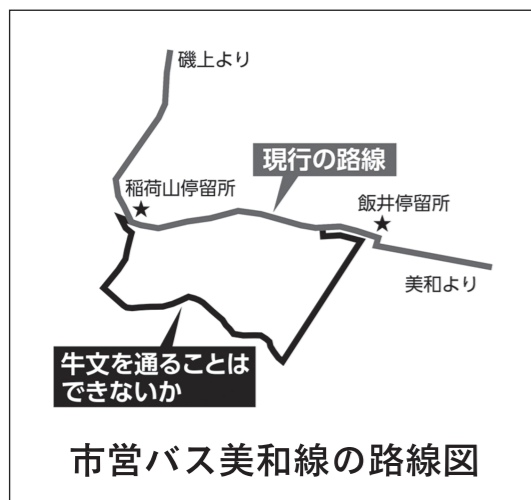 磯上より
現行の路線
稲荷山停留所
★
飯井停留所
★
美和より
牛文を通ることは
できないか
市営バス美和線の路線図